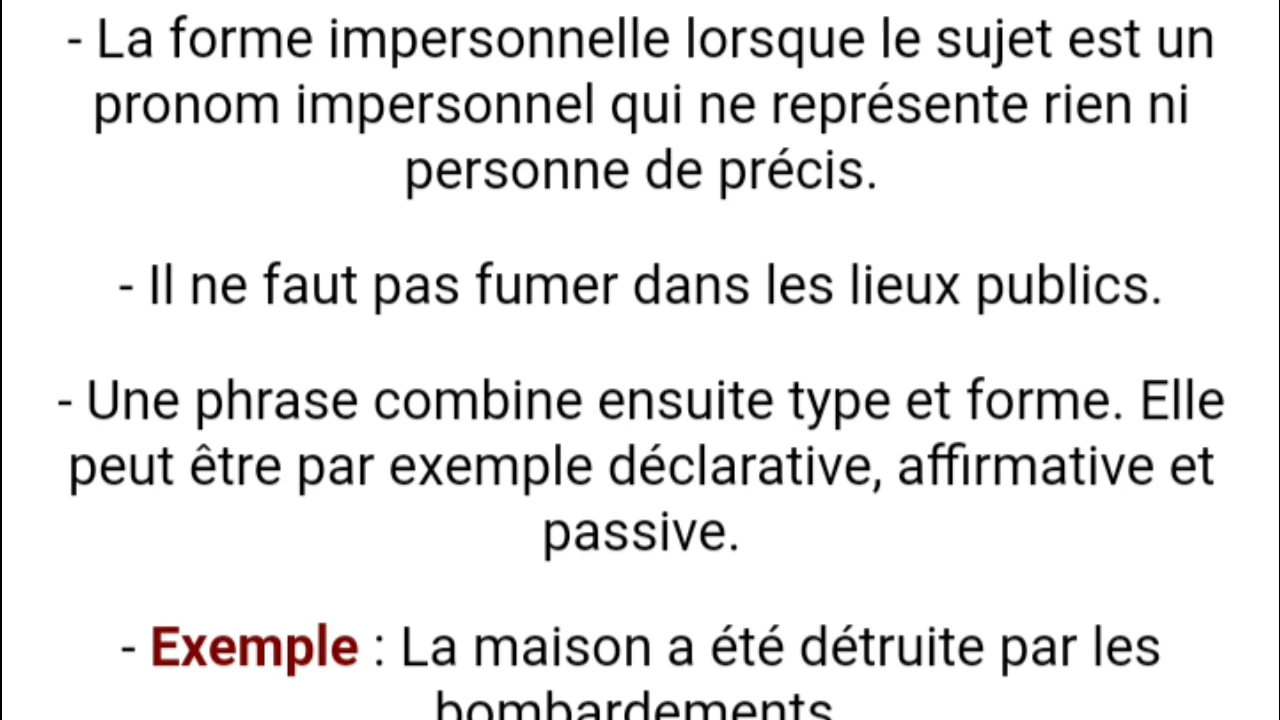 - La forme impersonnelle lorsque le sujet est un
pronom impersonnel qui ne représente rien ni
personne de précis.
- Il ne faut pas fumer dans les lieux publics.
- Une phrase combine ensuite type et forme. Elle
peut être par exemple déclarative, affirmative et
passive.
- Exemple : La maison a été détruite par les
bombardements.